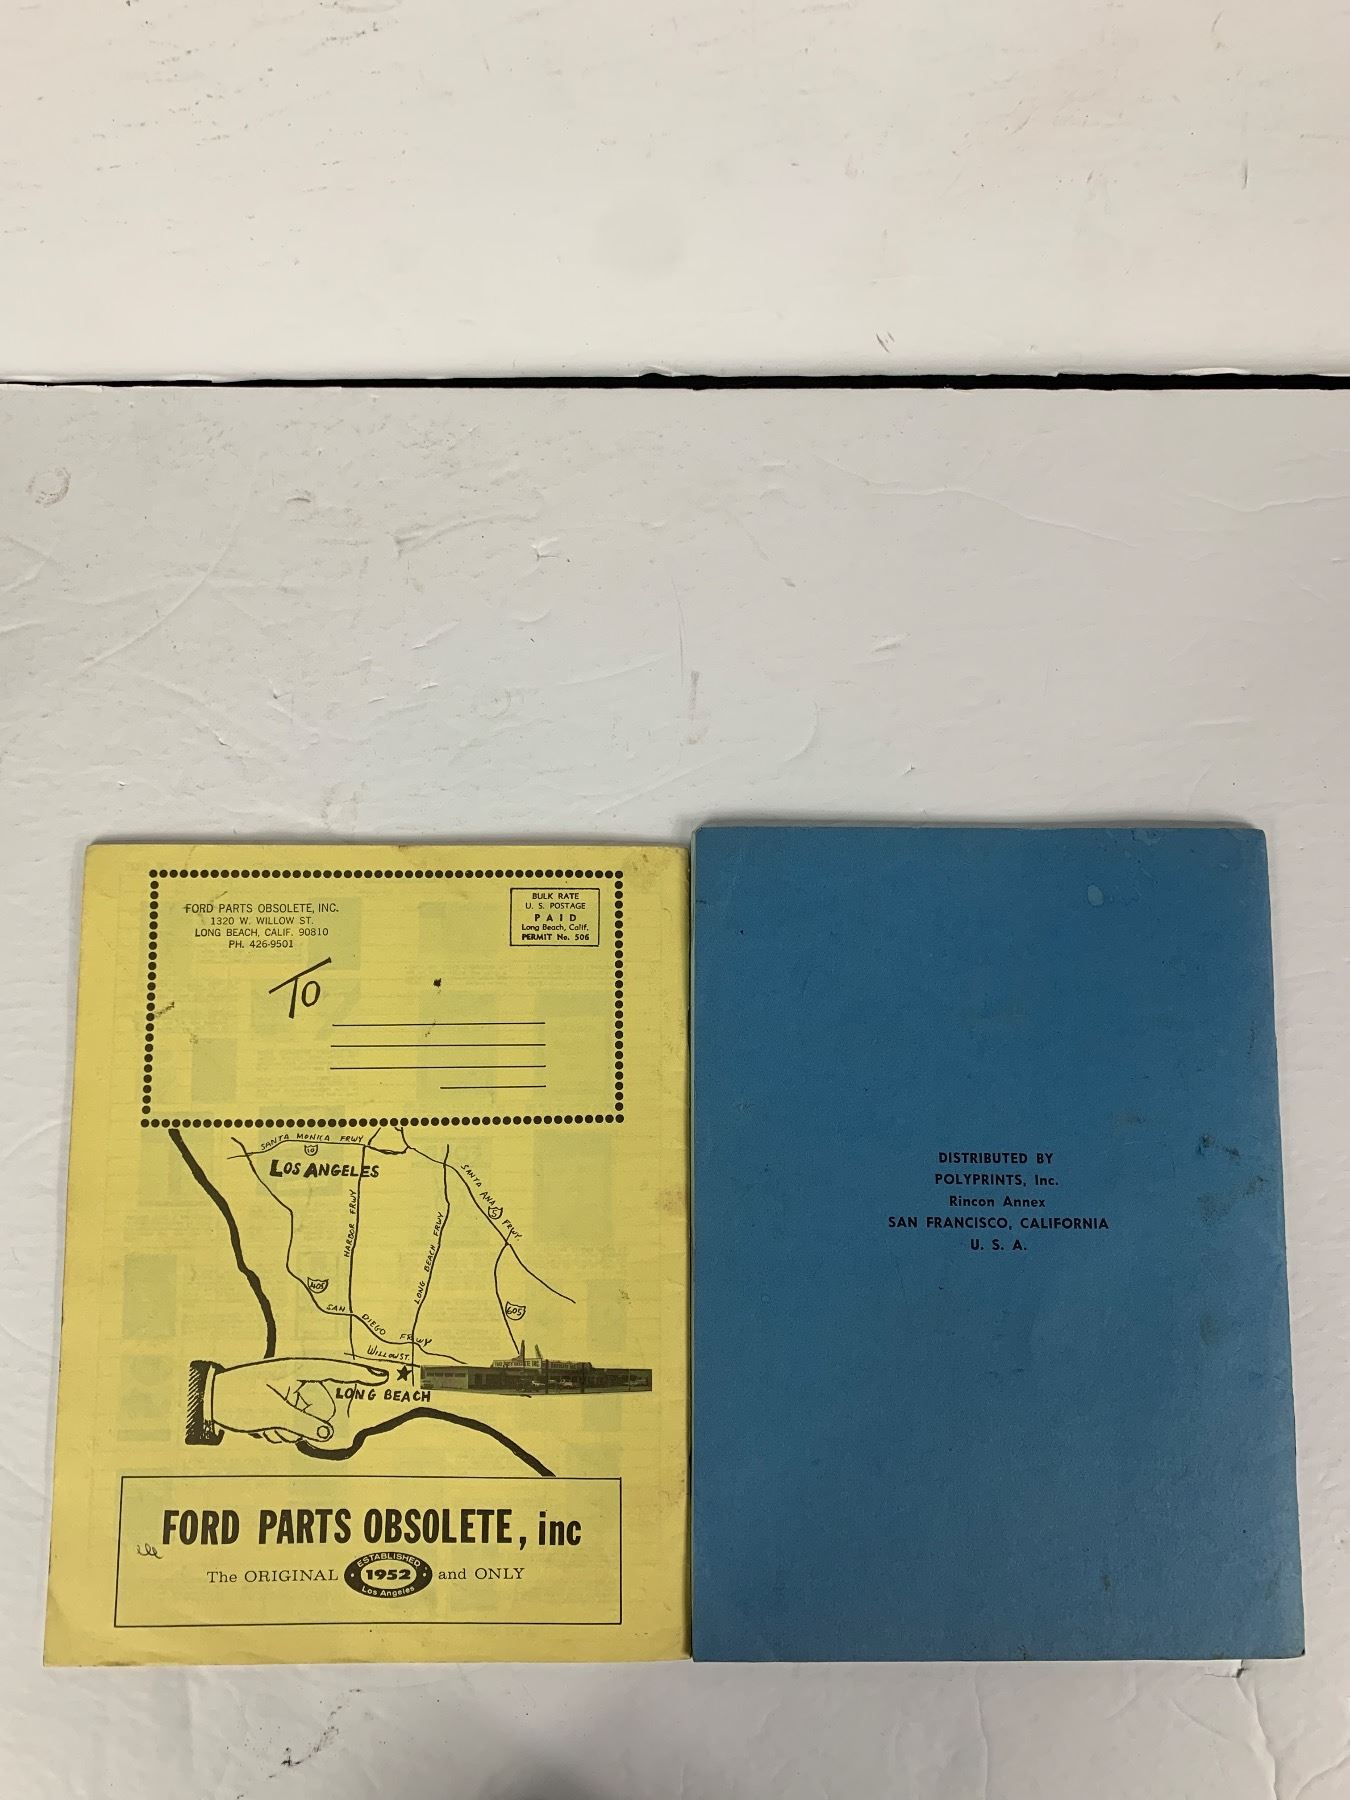 FORD PARTS OBSOLETE, INC.
1320 W. WILLOW ST.
LONG BEACH, CALIF. 90810
PH. 426-9501
BULK RATE
U. S. POSTAGE
PAID
Long Beach, Calif.
PERMIT No. 506
TO
SANTA MONICA FRWY
10
LOS ANGELES
HARBOR FRWY
LONG BEACH FRWY
SANTA ANA FRWY.
5
405
605
SAN DIEGO FRWY
WILLOW ST.
LONG BEACH
FORD PARTS OBSOLETE, inc
The ORIGINAL
ESTABLISHED
1952
Los Angeles
and ONLY
DISTRIBUTED BY
POLYPRINTS, Inc.
Rincon Annex
SAN FRANCISCO, CALIFORNIA
U. S. A.